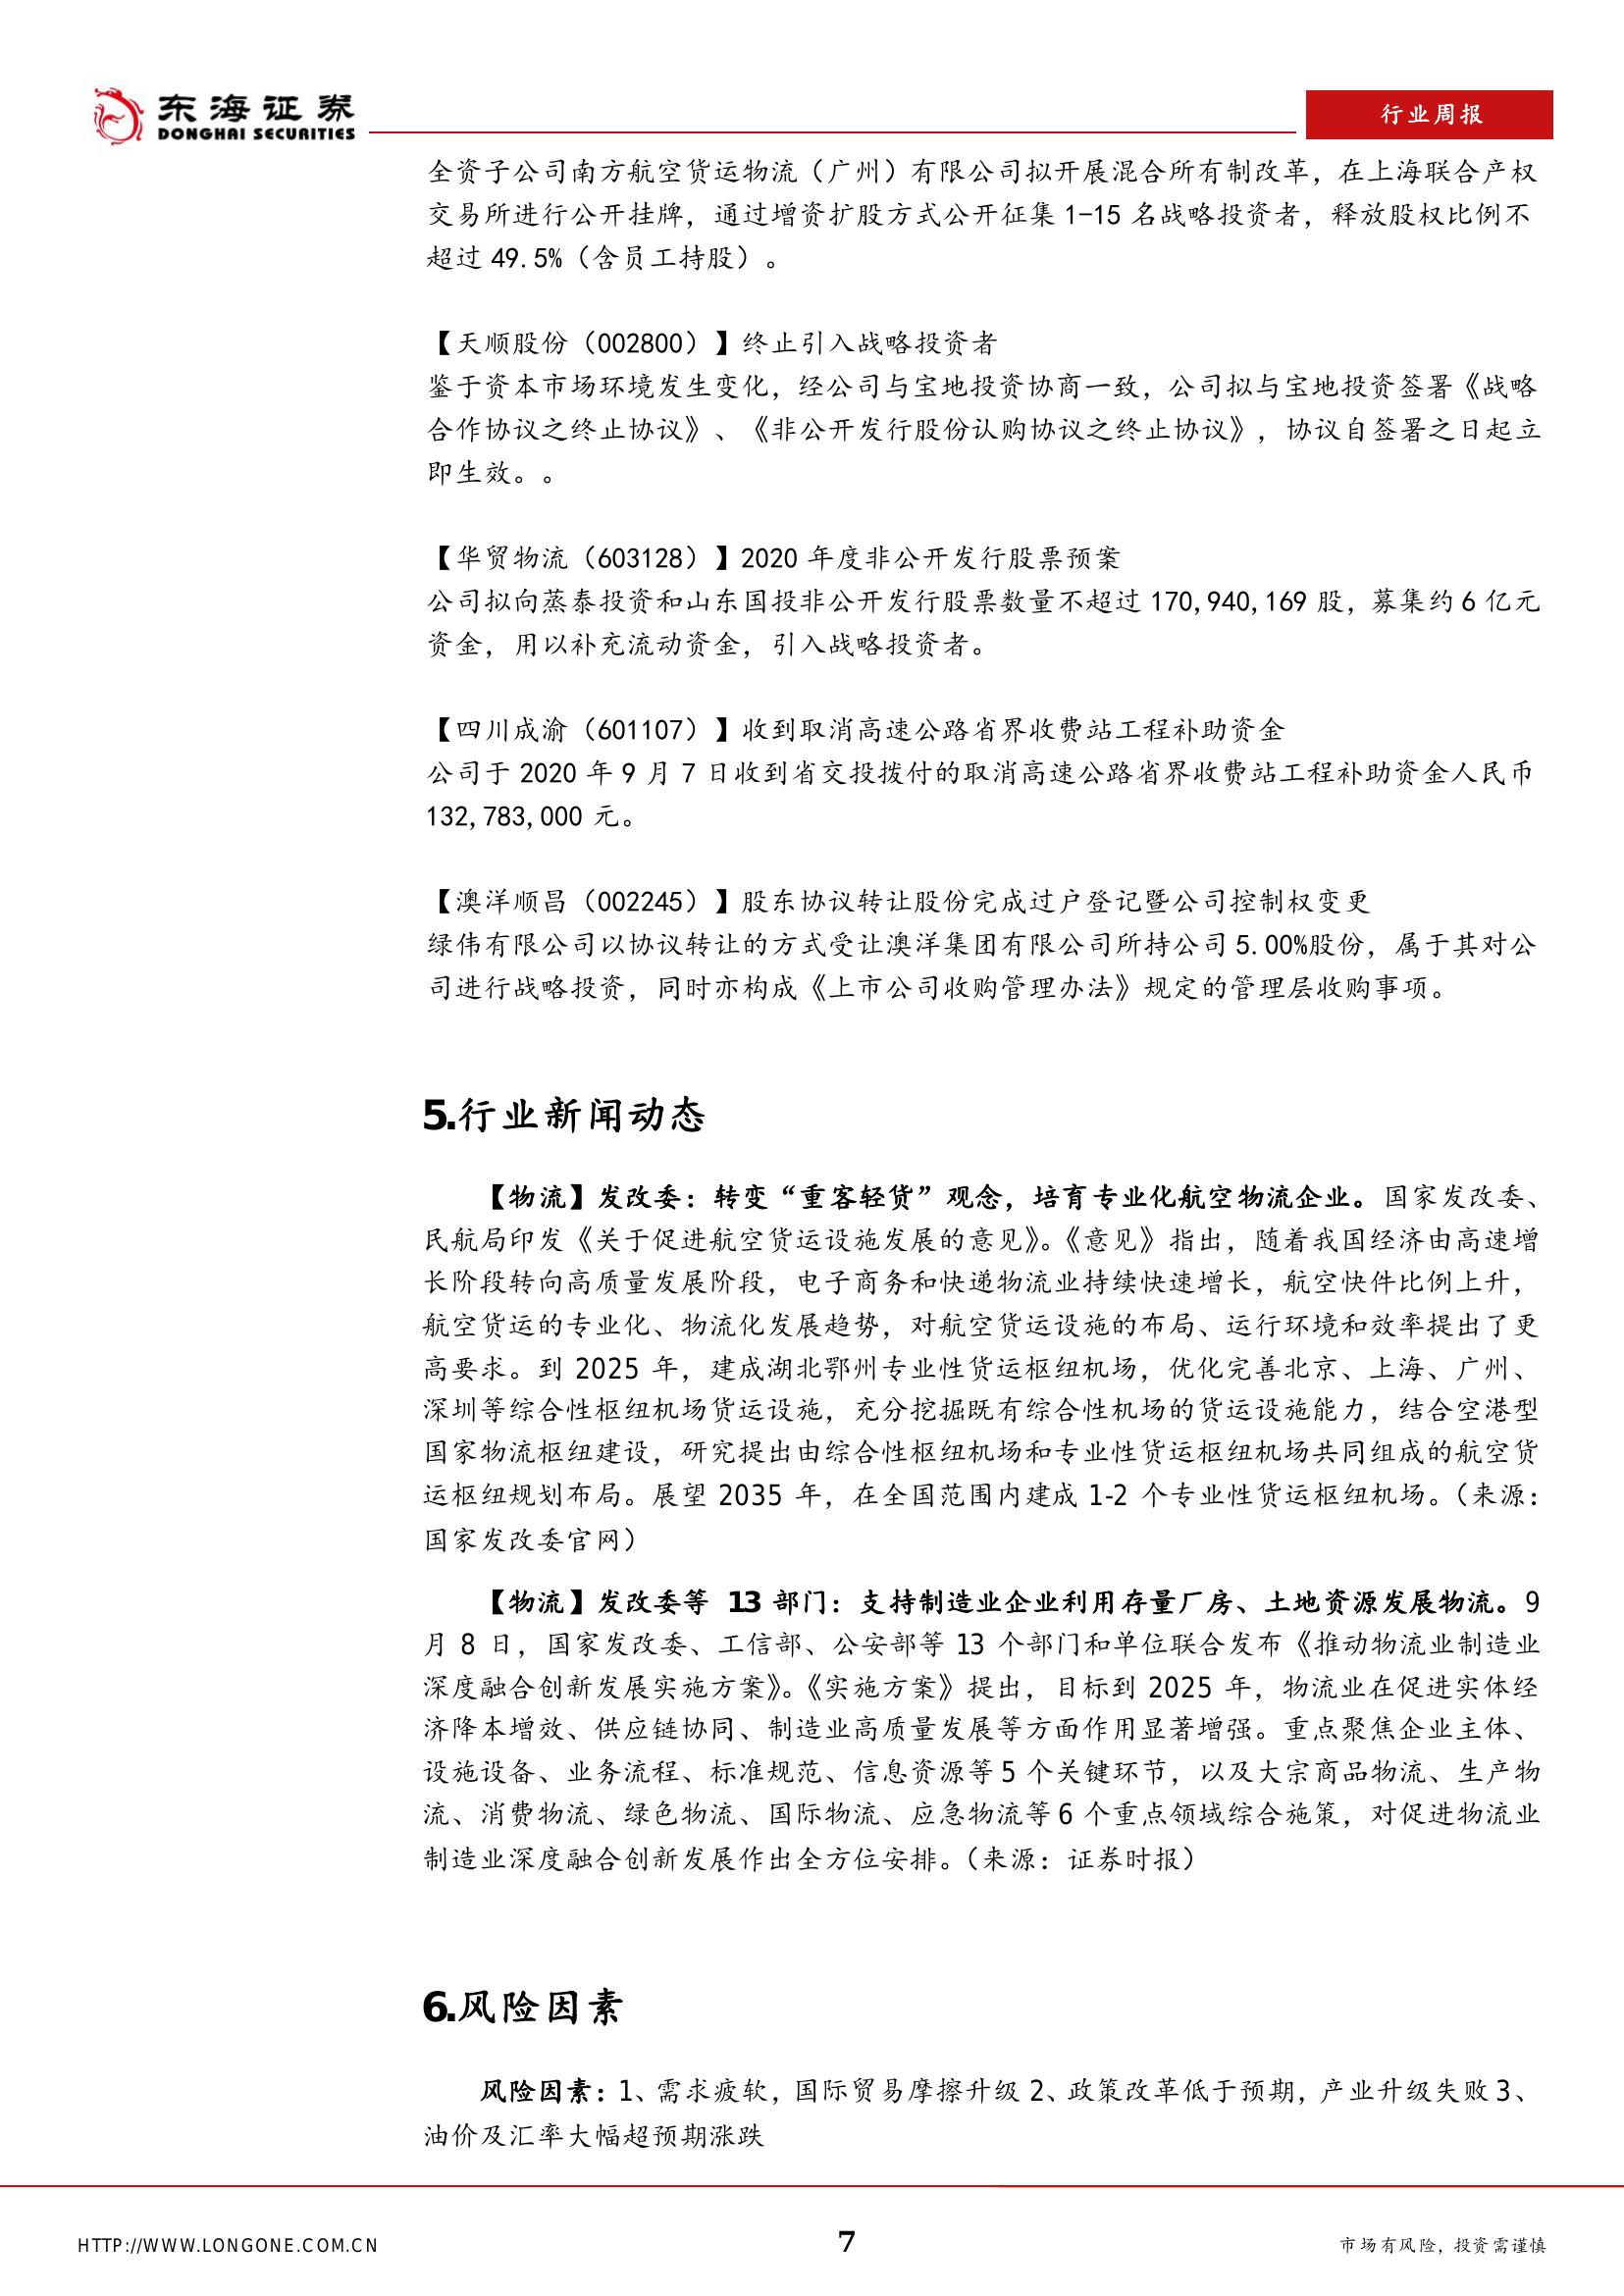 东海证券
DONGHAI SECURITIES
行业周报
全资子公司南方航空货运物流（广州）有限公司拟开展混合所有制改革，在上海联合产权
交易所进行公开挂牌，通过增资扩股方式公开征集 1-15 名战略投资者，释放股权比例不
超过 49.5%（含员工持股）。
【天顺股份（002800）】终止引入战略投资者
鉴于资本市场环境发生变化，经公司与宝地投资协商一致，公司拟与宝地投资签署《战略
合作协议之终止协议》、《非公开发行股份认购协议之终止协议》，协议自签署之日起立
即生效。。
【华贸物流（603128）】2020 年度非公开发行股票预案
公司拟向蒸泰投资和山东国投非公开发行股票数量不超过 170,940,169 股，募集约 6 亿元
资金，用以补充流动资金，引入战略投资者。
【四川成渝（601107）】收到取消高速公路省界收费站工程补助资金
公司于 2020 年 9 月 7 日收到省交投拨付的取消高速公路省界收费站工程补助资金人民币
132,783,000 元。
【澳洋顺昌（002245）】股东协议转让股份完成过户登记暨公司控制权变更
绿伟有限公司以协议转让的方式受让澳洋集团有限公司所持公司 5.00%股份，属于其对公
司进行战略投资，同时亦构成《上市公司收购管理办法》规定的管理层收购事项。
5.行业新闻动态
【物流】发改委：转变“重客轻货”观念，培育专业化航空物流企业。国家发改委、
民航局印发《关于促进航空货运设施发展的意见》。《意见》指出，随着我国经济由高速增
长阶段转向高质量发展阶段，电子商务和快递物流业持续快速增长，航空快件比例上升，
航空货运的专业化、物流化发展趋势，对航空货运设施的布局、运行环境和效率提出了更
高要求。到 2025 年，建成湖北鄂州专业性货运枢纽机场，优化完善北京、上海、广州、
深圳等综合性枢纽机场货运设施，充分挖掘既有综合性机场的货运设施能力，结合空港型
国家物流枢纽建设，研究提出由综合性枢纽机场和专业性货运枢纽机场共同组成的航空货
运枢纽规划布局。展望 2035 年，在全国范围内建成 1-2 个专业性货运枢纽机场。（来源：
国家发改委官网）
【物流】发改委等 13 部门：支持制造业企业利用存量厂房、土地资源发展物流。9
月 8 日，国家发改委、工信部、公安部等 13 个部门和单位联合发布《推动物流业制造业
深度融合创新发展实施方案》。《实施方案》提出，目标到 2025 年，物流业在促进实体经
济降本增效、供应链协同、制造业高质量发展等方面作用显著增强。重点聚焦企业主体、
设施设备、业务流程、标准规范、信息资源等 5 个关键环节，以及大宗商品物流、生产物
流、消费物流、绿色物流、国际物流、应急物流等 6 个重点领域综合施策，对促进物流业
制造业深度融合创新发展作出全方位安排。（来源：证券时报）
6.风险因素
风险因素：1、需求疲软，国际贸易摩擦升级 2、政策改革低于预期，产业升级失败 3、
油价及汇率大幅超预期涨跌
HTTP://WWW.LONGONE.COM.CN
7
市场有风险，投资需谨慎